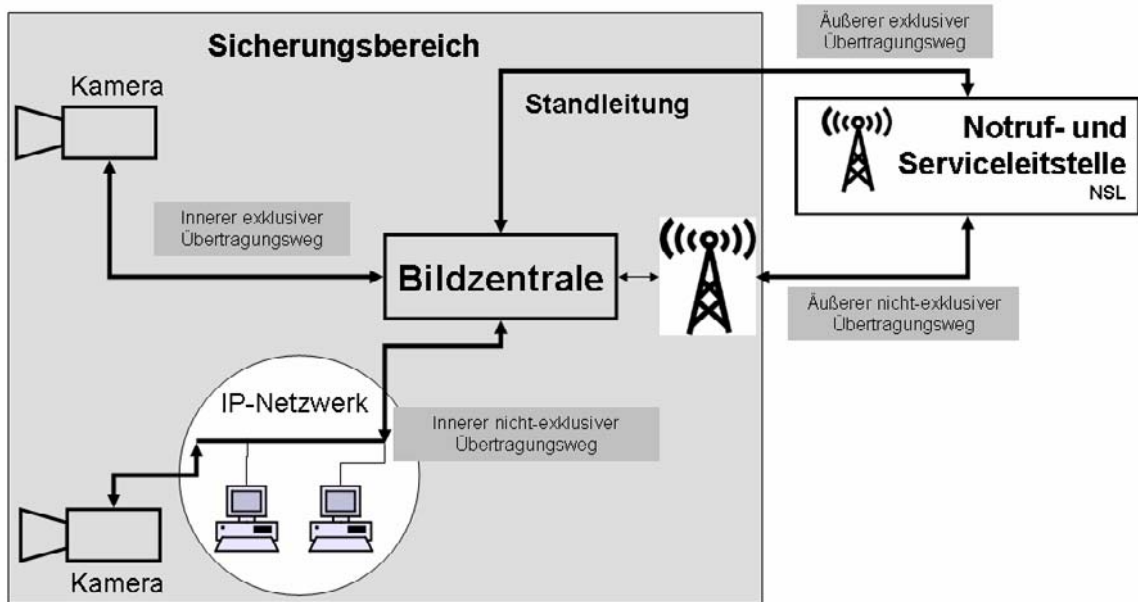 Sicherungsbereich
Äußerer exklusiver
Übertragungsweg
Kamera
Standleitung
Notruf- und
Serviceleitstelle
NSL
Innerer exklusiver
Übertragungsweg
Bildzentrale
Äußerer nicht-exklusiver
Übertragungsweg
IP-Netzwerk
Innerer nicht-exklusiver
Übertragungsweg
Kamera